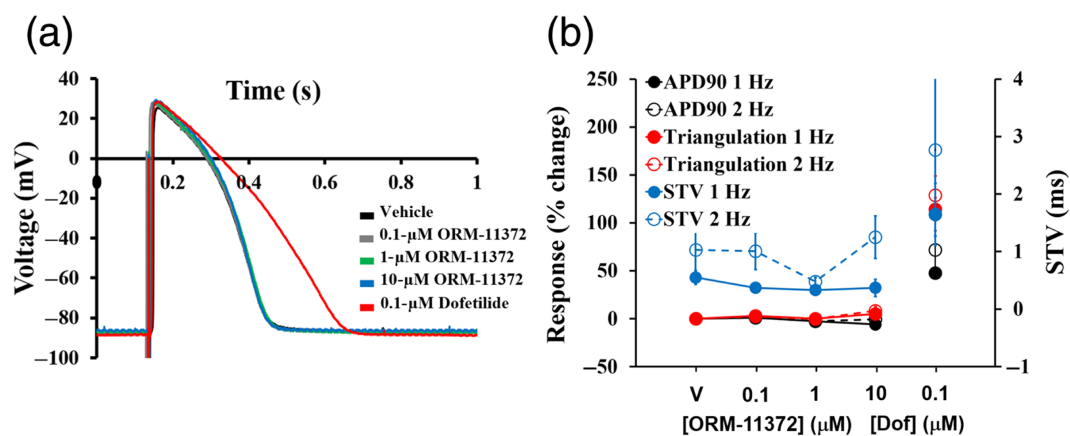 (a)
Time (s)
Voltage (mV)
40
20
0
−20
−40
−60
−80
−100
0
0.2
0.4
0.6
0.8
1
Vehicle
0.1-µM ORM-11372
1-µM ORM-11372
10-µM ORM-11372
0.1-µM Dofetilide
(b)
Response (% change)
250
200
150
100
50
0
−50
APD90 1 Hz
APD90 2 Hz
Triangulation 1 Hz
Triangulation 2 Hz
STV 1 Hz
STV 2 Hz
4
3
2
1
0
−1
STV (ms)
V
0.1
1
10
0.1
[ORM-11372] (µM)
[Dof] (µM)